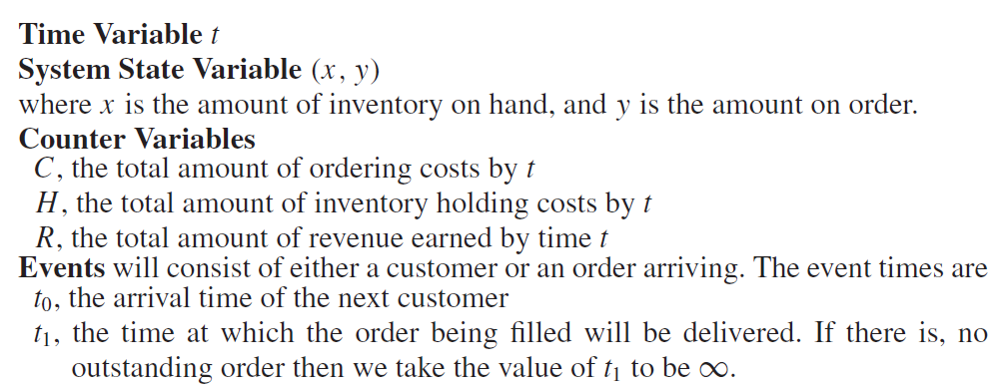 Time Variable t
System State Variable (x, y)
where x is the amount of inventory on hand, and y is the amount on order.
Counter Variables
C, the total amount of ordering costs by t
H, the total amount of inventory holding costs by t
R, the total amount of revenue earned by time t
Events will consist of either a customer or an order arriving. The event times are
t₀, the arrival time of the next customer
t₁, the time at which the order being filled will be delivered. If there is, no
outstanding order then we take the value of t₁ to be ∞.